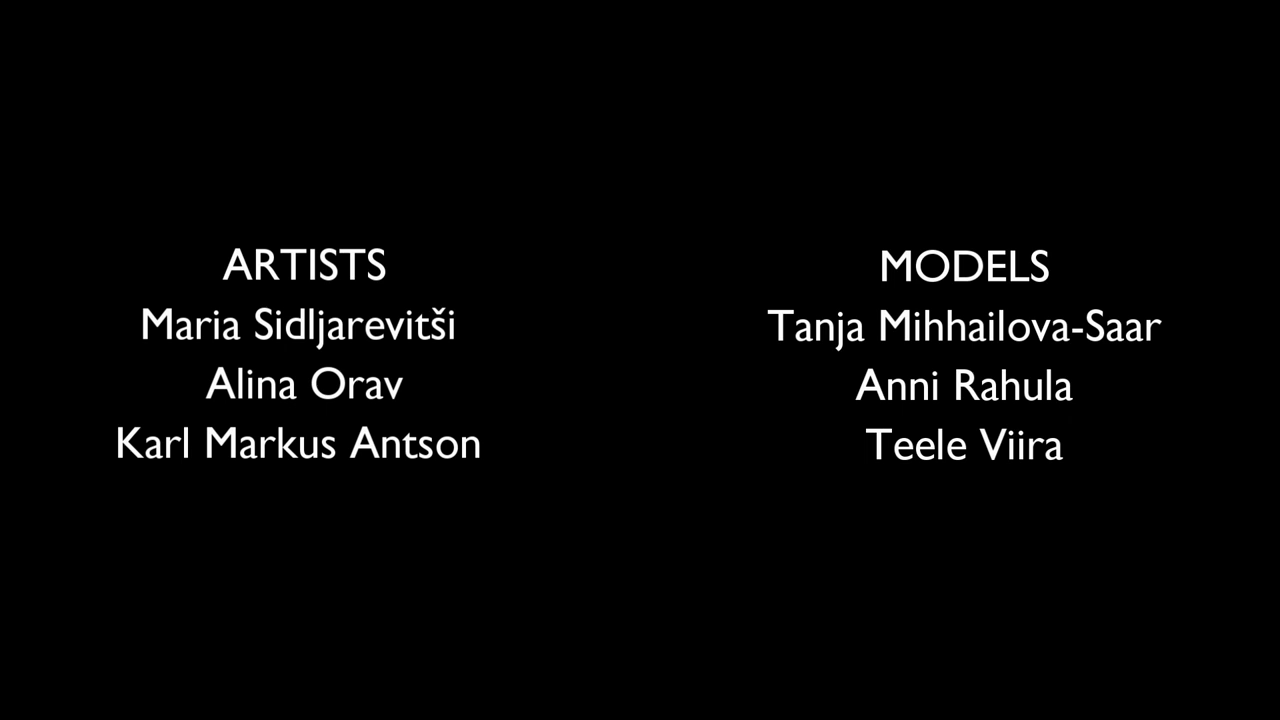 ARTISTS
Maria Sidljarevitši
Alina Orav
Karl Markus Antson
MODELS
Tanja Mihhailova-Saar
Anni Rahula
Teele Viira